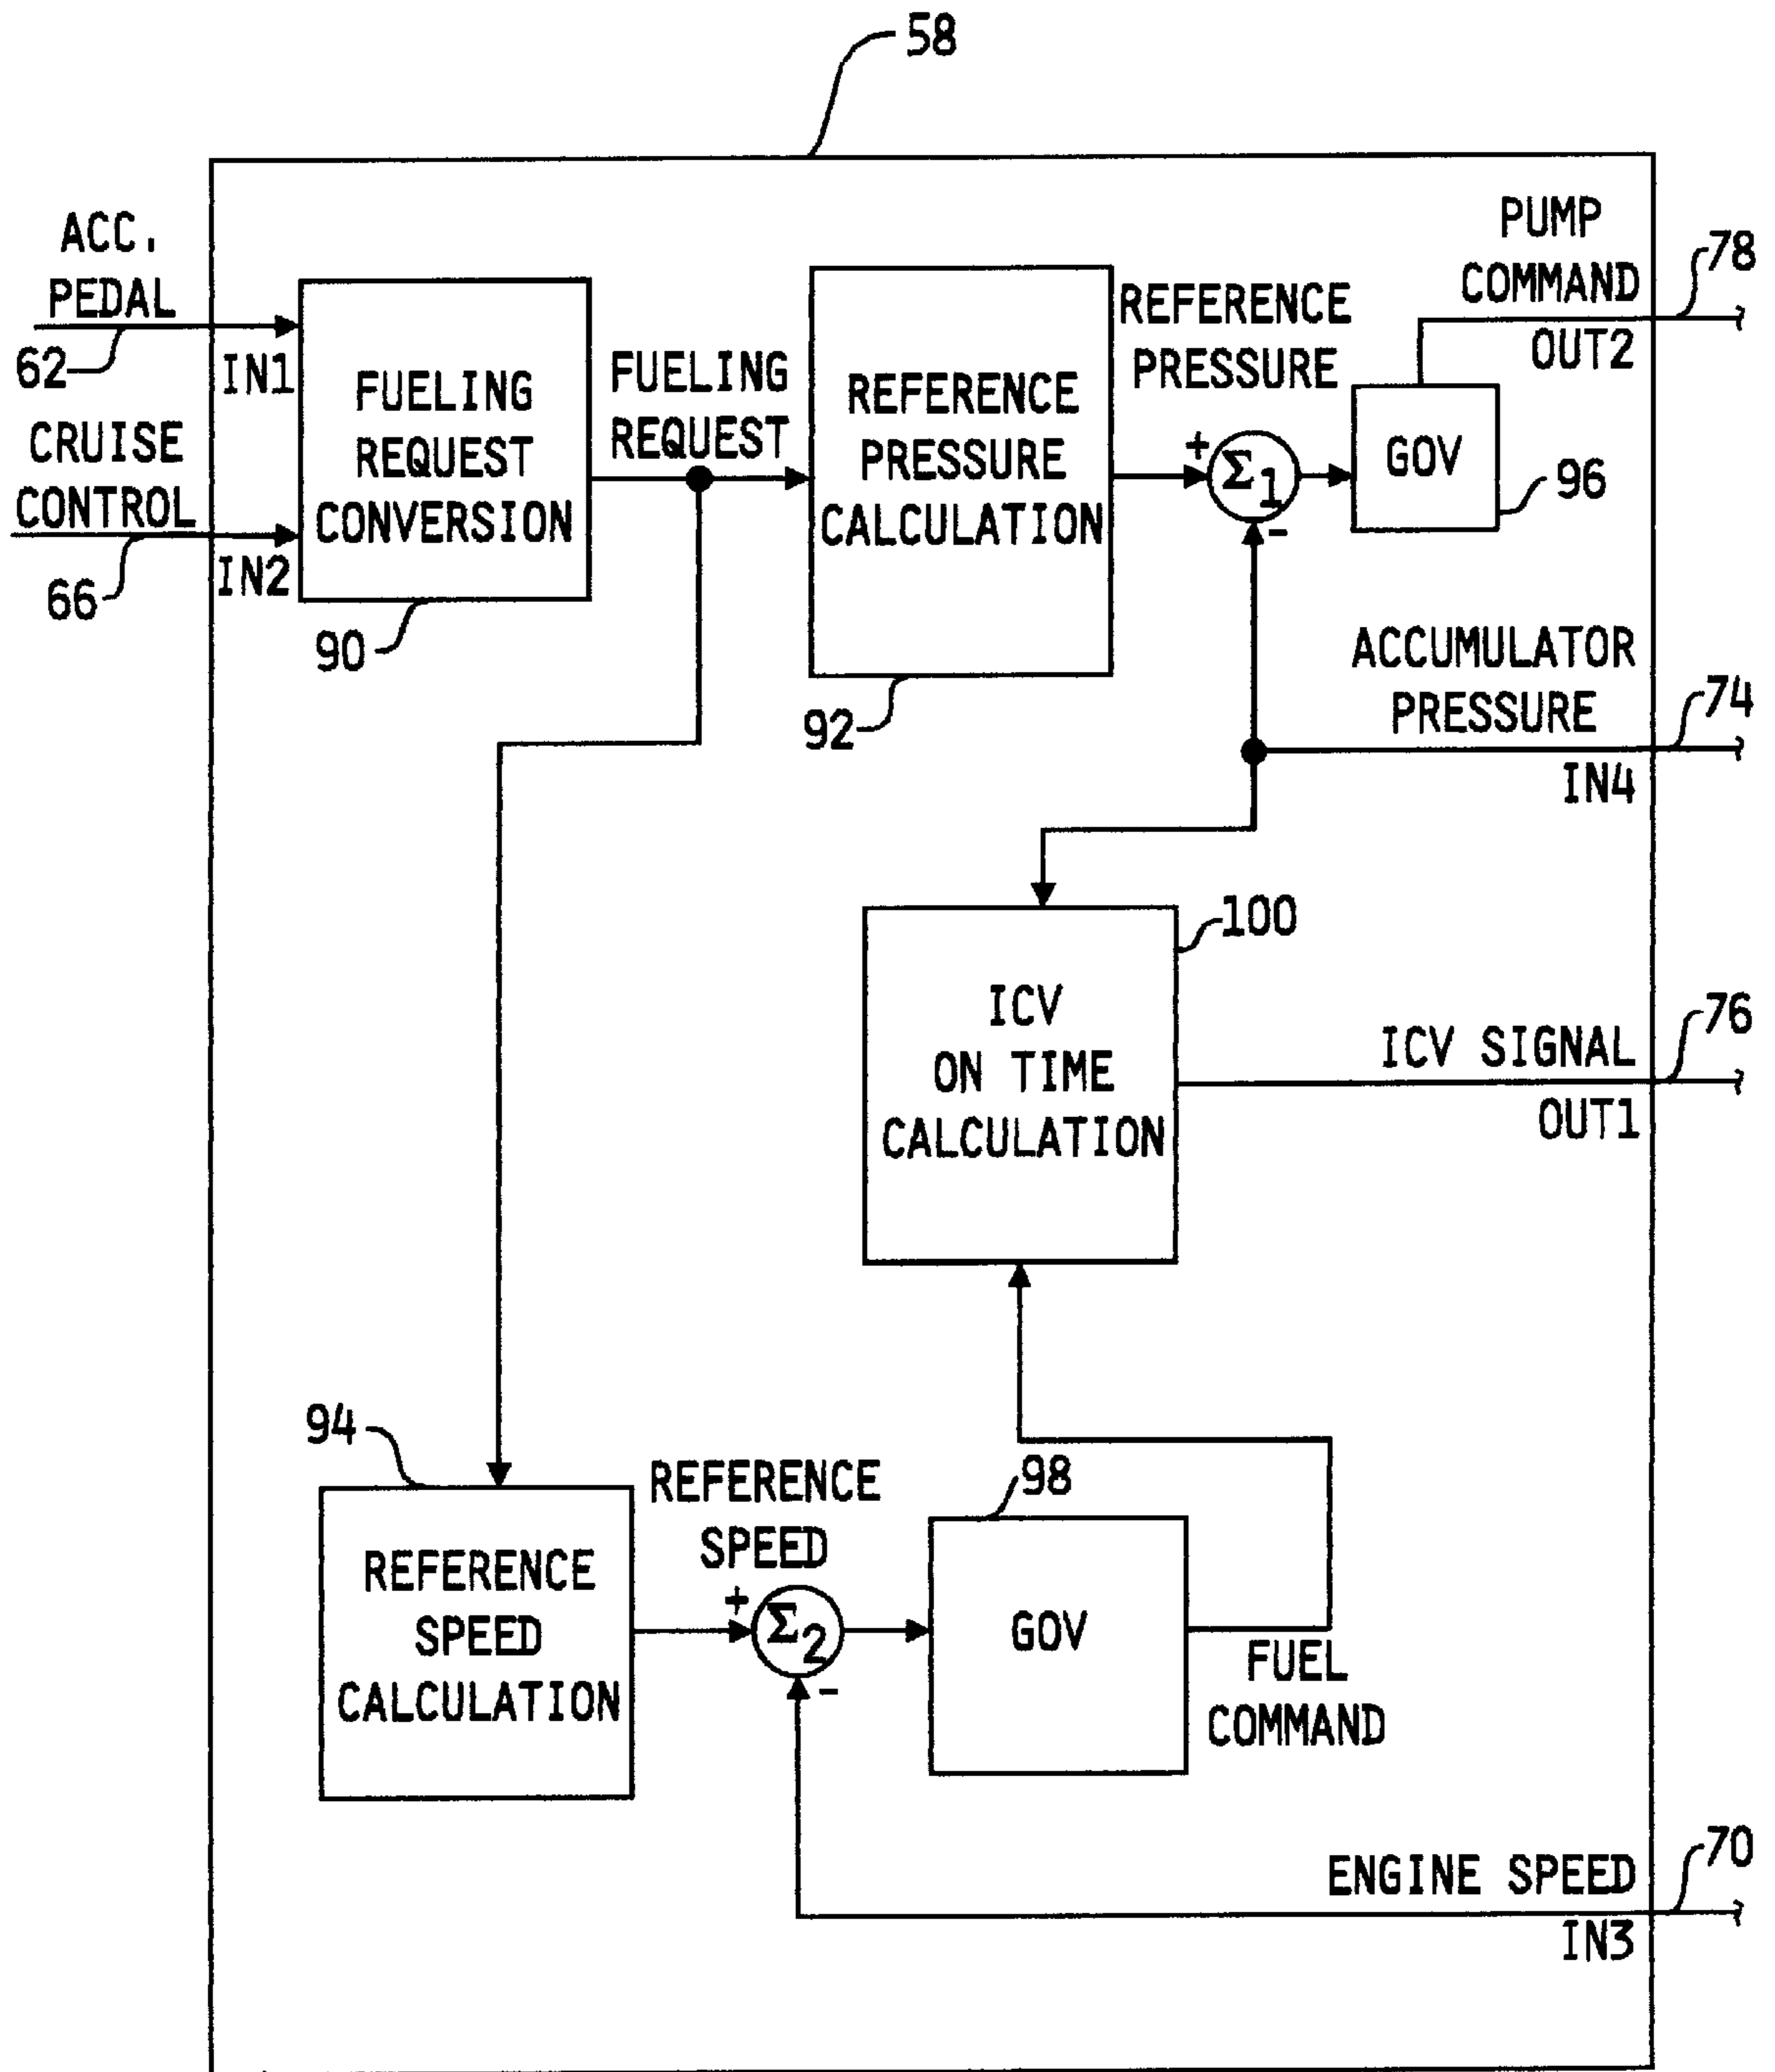 58
ACC.
PEDAL
62
IN1
CRUISE
CONTROL
66
IN2
FUELING
REQUEST
CONVERSION
90
FUELING
REQUEST
REFERENCE
PRESSURE
CALCULATION
92
REFERENCE
PRESSURE
+
Σ1
-
GOV
96
PUMP
COMMAND
78
OUT2
ACCUMULATOR
PRESSURE
74
IN4
100
ICV
ON TIME
CALCULATION
ICV SIGNAL
76
OUT1
94
REFERENCE
SPEED
CALCULATION
REFERENCE
SPEED
+
Σ2
-
98
GOV
FUEL
COMMAND
ENGINE SPEED
70
IN3